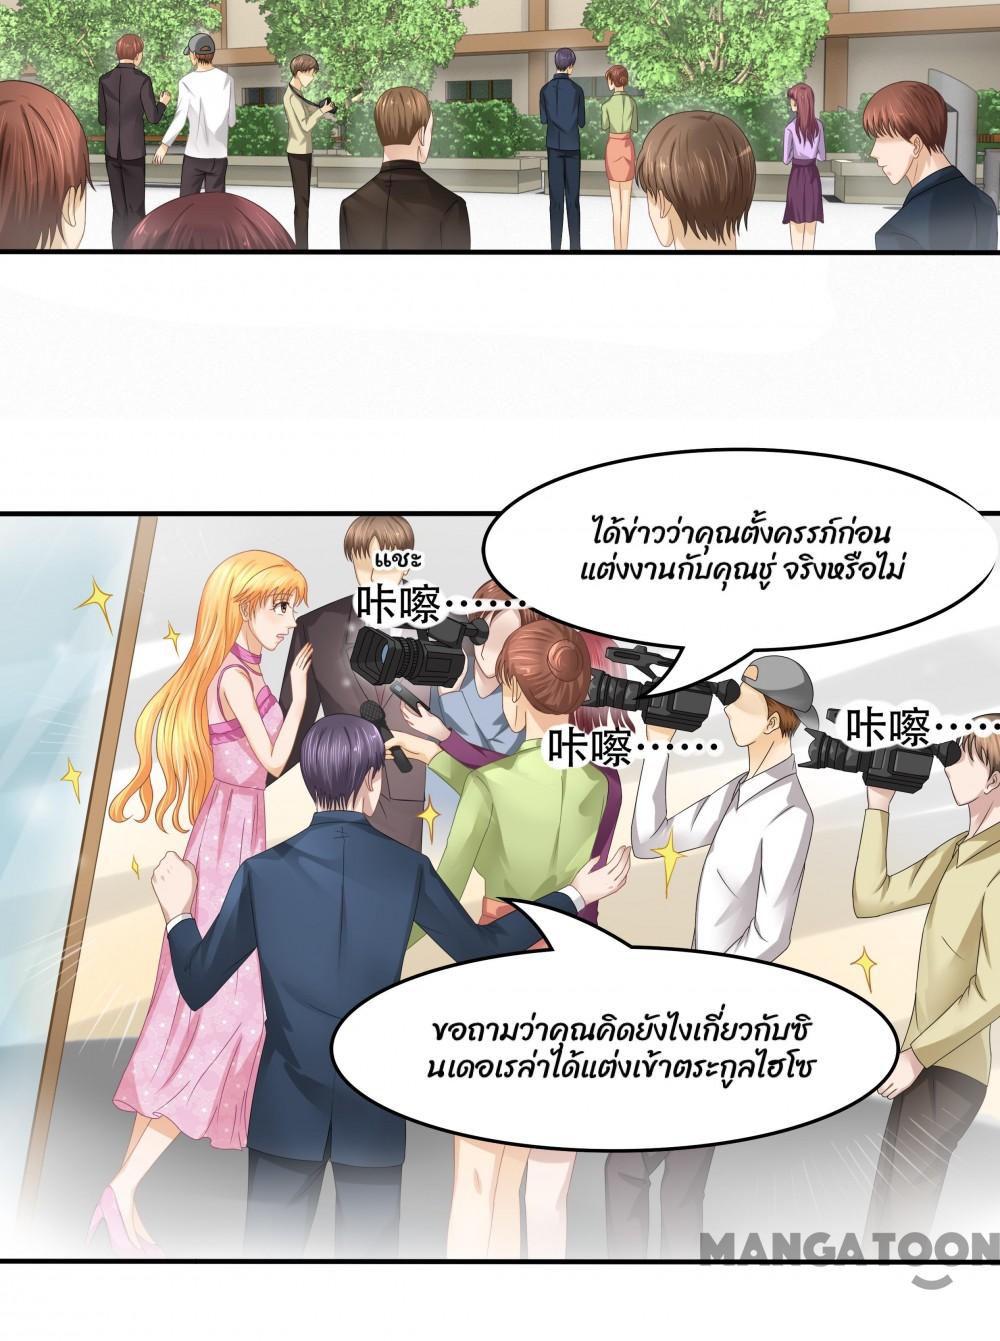 ได้ข่าวว่าคุณตั้งครรภ์ก่อน
แต่งงานกับคุณชู่ จริงหรือไม่
แชะ
咔嚓……
咔嚓……
咔嚓……
ขอถามว่าคุณคิดยังไงเกี่ยวกับซิ
นเดอเรล่าได้แต่งเข้าตระกูลไฮโซ
MANGATOON